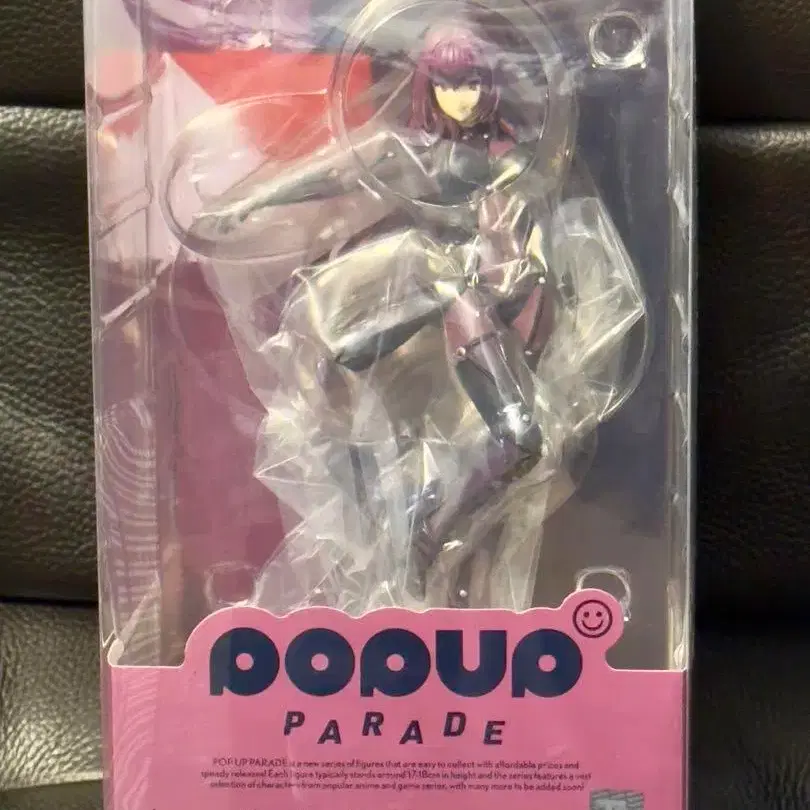 POPUP
PARADE
POP UP PARADE is a new series of figures that are easy to collect with affordable prices and
speedy releases! Each figure typically stands around 17-18cm in height and the series features a vast
selection of characters from popular anime and game series, with many more to be added soon!